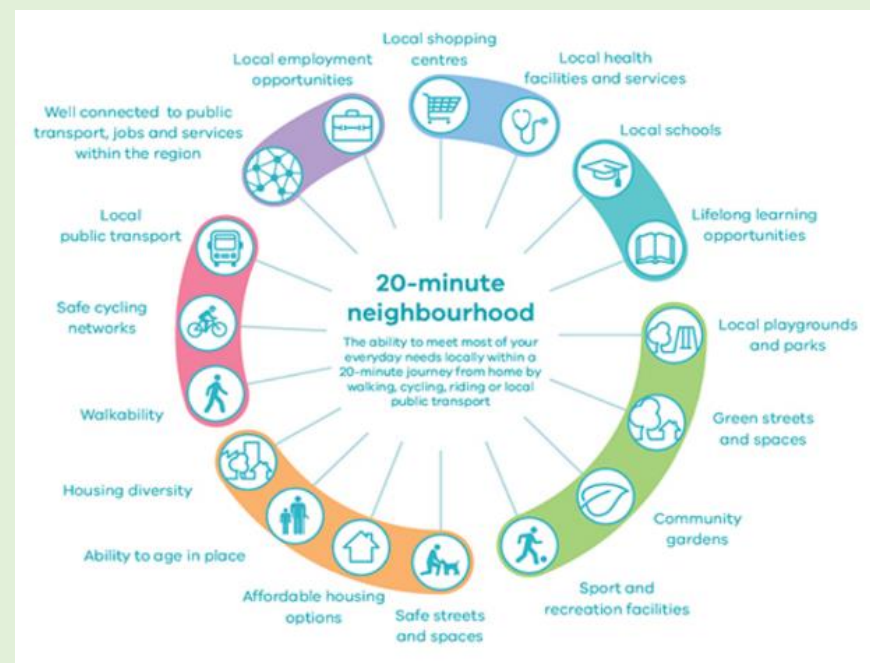 Local shopping
centres
Local health
facilities and services
Local schools
Lifelong learning
opportunities
Local playgrounds
and parks
Green streets
and spaces
Community
gardens
Sport and
recreation facilities
Safe streets
and spaces
Affordable housing
options
Ability to age in place
Housing diversity
Walkability
Safe cycling
networks
Local
public transport
Well connected to public
transport, jobs and services
within the region
Local employment
opportunities
20-minute
neighbourhood
The ability to meet most of your
everyday needs locally within a
20-minute journey from home by
walking, cycling, riding or local
public transport